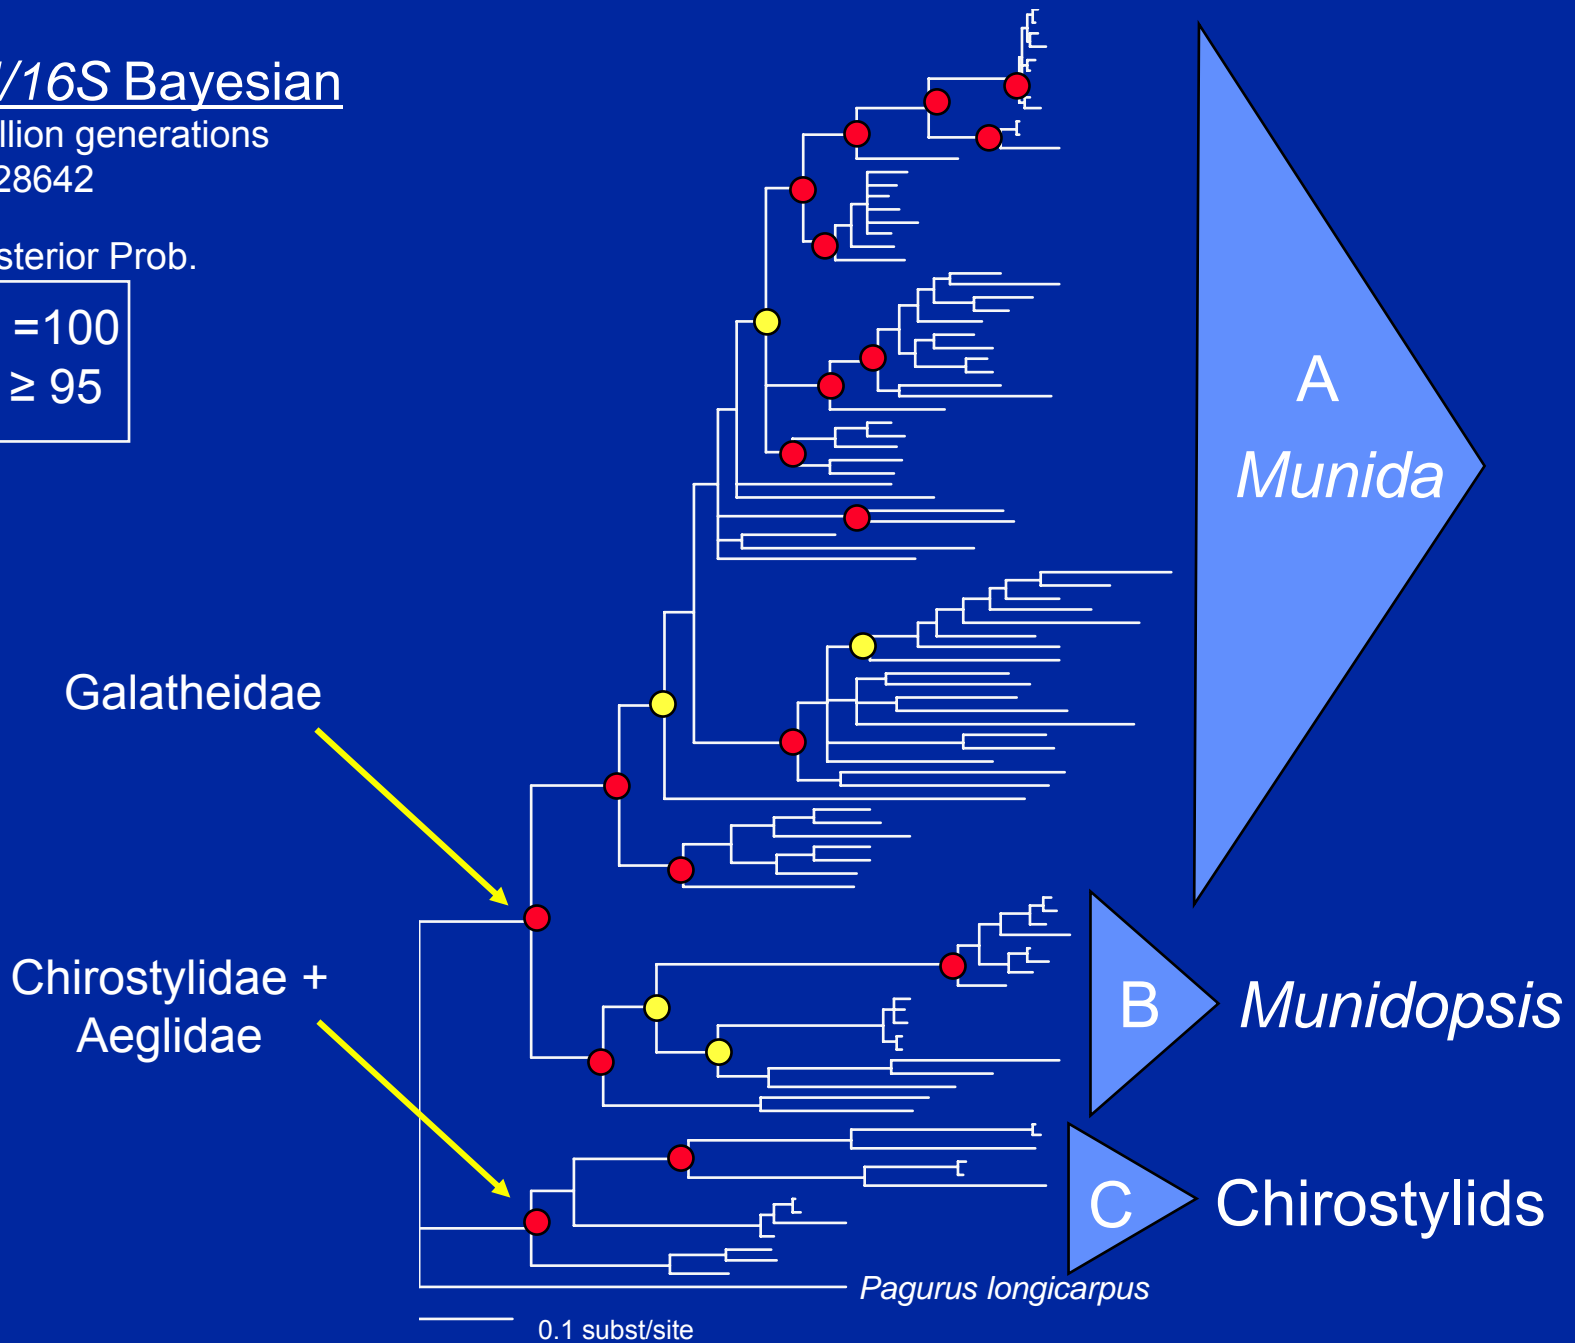 /16S Bayesian
llion generations
28642
sterior Prob.
=100
≥ 95
A
Munida
Galatheidae
Chirostylidae +
Aeglidae
B
Munidopsis
C
Chirostylids
Pagurus longicarpus
0.1 subst/site